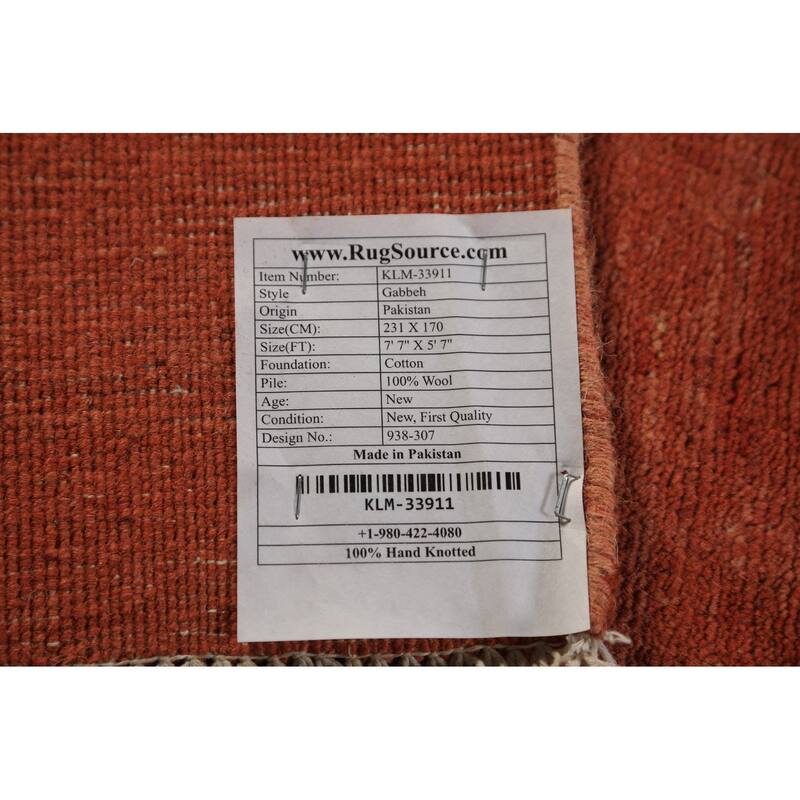 www.RugSource.com
Item Number: KLM-33911
Style Gabbeh
Origin Pakistan
Size(CM): 231 X 170
Size(FT): 7' 7" X 5' 7"
Foundation: Cotton
Pile: 100% Wool
Age: New
Condition: New, First Quality
Design No.: 938-307
Made in Pakistan
KLM-33911
+1-980-422-4080
100% Hand Knotted